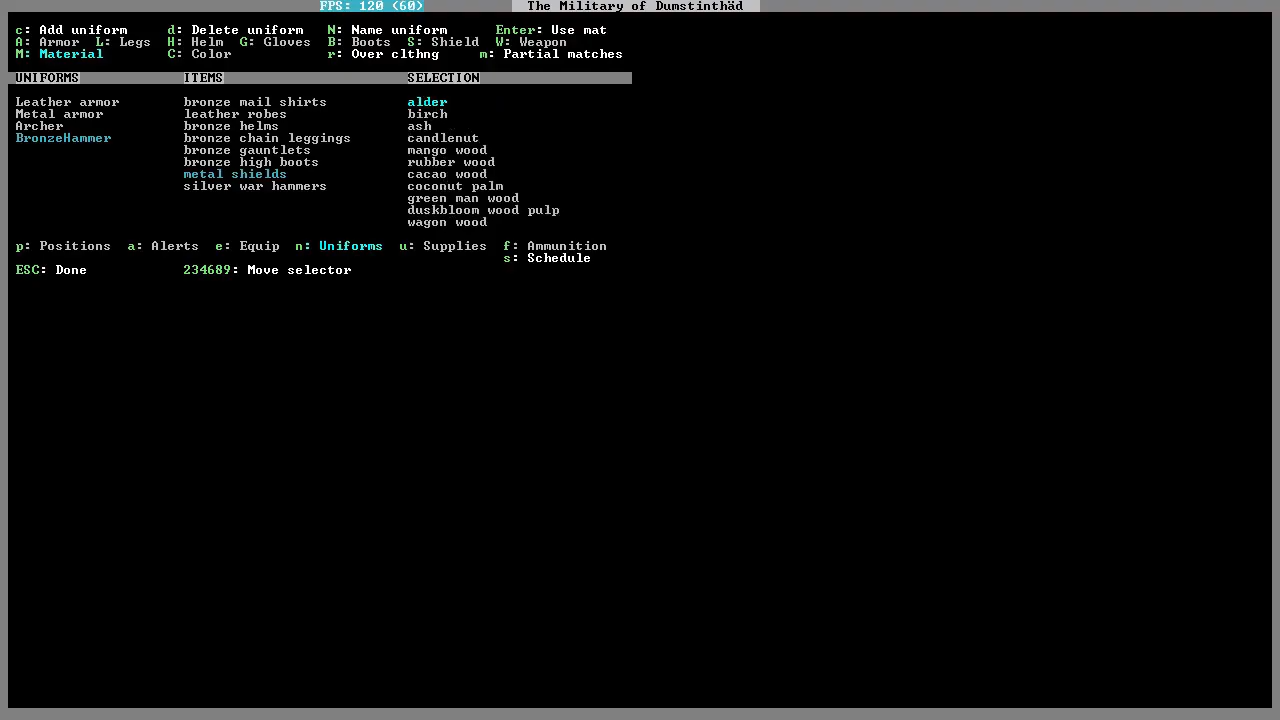 FPS: 120 (60) The Military of Dumstinthäd
c: Add uniform d: Delete uniform N: Name uniform Enter: Use mat
A: Armor L: Legs H: Helm G: Gloves B: Boots S: Shield W: Weapon
M: Material C: Color r: Over clthng m: Partial matches
UNIFORMS ITEMS SELECTION
Leather armor bronze mail shirts alder
Metal armor leather robes birch
Archer bronze helms ash
BronzeHammer bronze chain leggings candlenut
bronze gauntlets mango wood
bronze high boots rubber wood
metal shields cacao wood
silver war hammers coconut palm
green man wood
duskbloom wood pulp
wagon wood
p: Positions a: Alerts e: Equip n: Uniforms u: Supplies f: Ammunition
s: Schedule
ESC: Done 234689: Move selector